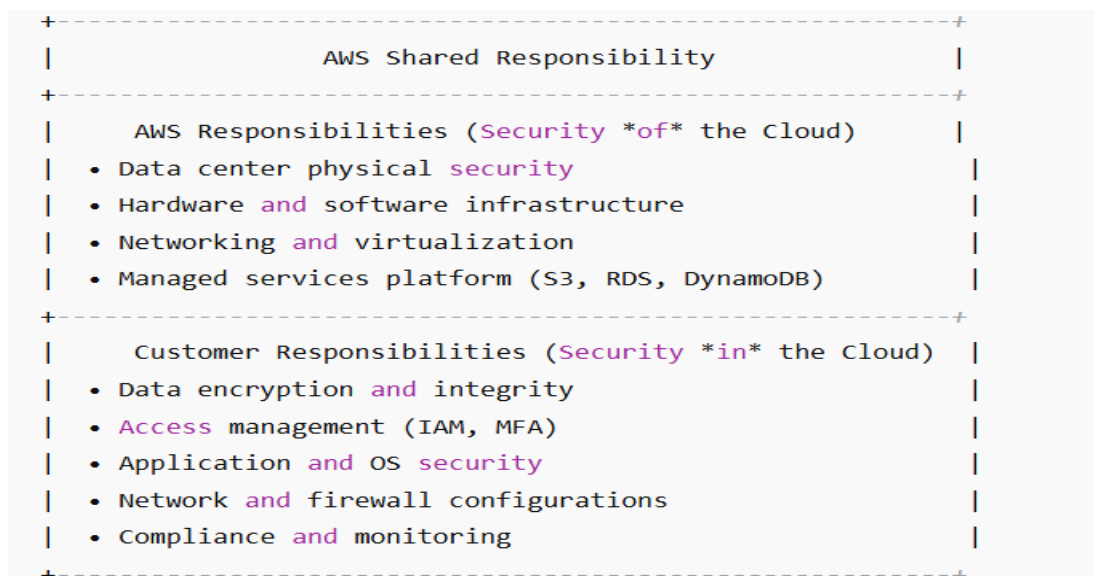 +----------------------------------------------------------+
| AWS Shared Responsibility |
+----------------------------------------------------------+
| AWS Responsibilities (Security *of* the Cloud) |
| • Data center physical security |
| • Hardware and software infrastructure |
| • Networking and virtualization |
| • Managed services platform (S3, RDS, DynamoDB) |
+----------------------------------------------------------+
| Customer Responsibilities (Security *in* the Cloud) |
| • Data encryption and integrity |
| • Access management (IAM, MFA) |
| • Application and OS security |
| • Network and firewall configurations |
| • Compliance and monitoring |
+----------------------------------------------------------+